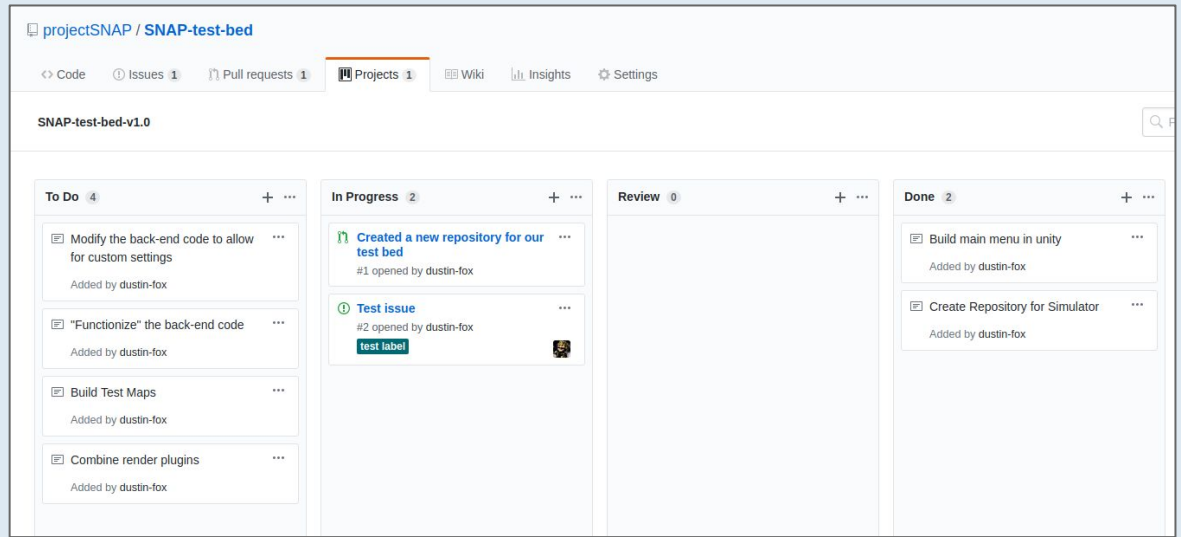 projectSNAP / SNAP-test-bed
Code
Issues 1
Pull requests 1
Projects 1
Wiki
Insights
Settings
SNAP-test-bed-v1.0
To Do 4
Modify the back-end code to allow
for custom settings
Added by dustin-fox
"Functionize" the back-end code
Added by dustin-fox
Build Test Maps
Added by dustin-fox
Combine render plugins
Added by dustin-fox
In Progress 2
Created a new repository for our
test bed
#1 opened by dustin-fox
Test issue
#2 opened by dustin-fox
test label
Review 0
Done 2
Build main menu in unity
Added by dustin-fox
Create Repository for Simulator
Added by dustin-fox